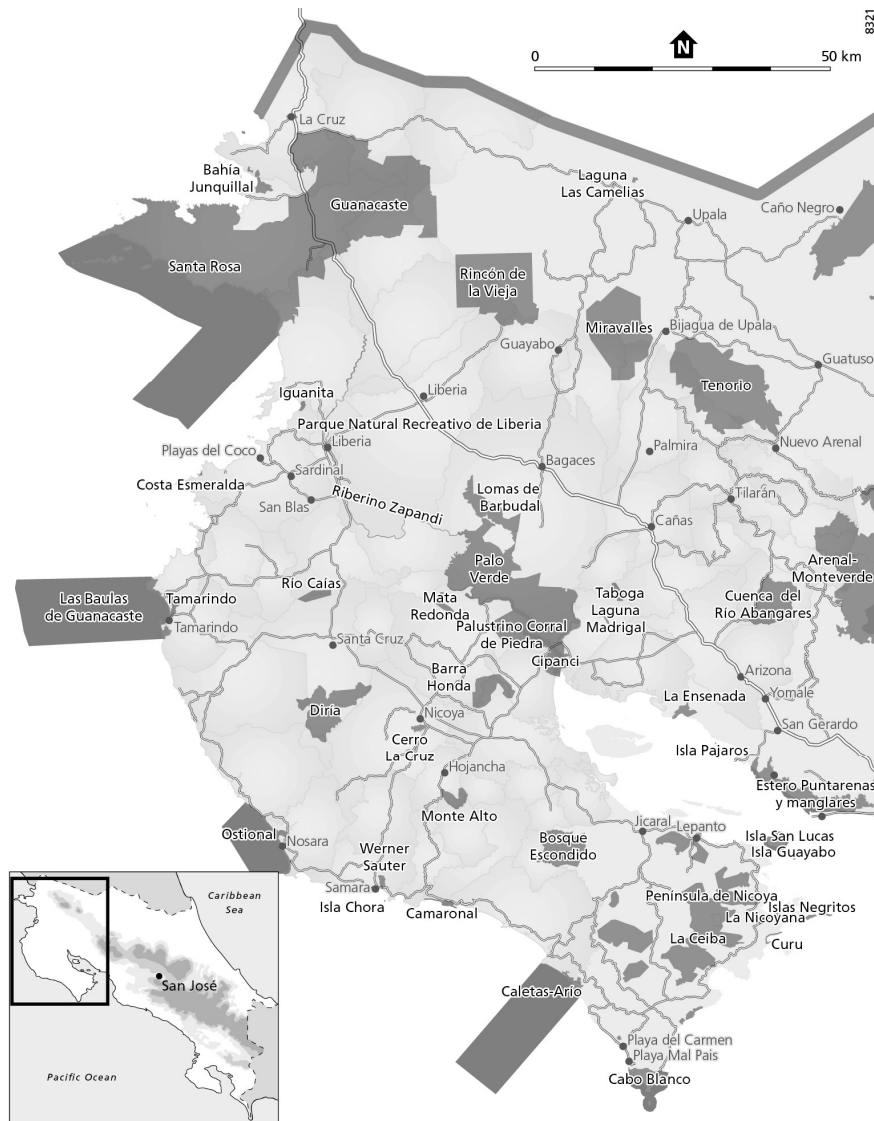 8321
N
0
50 km
La Cruz
Bahía
Junquillal
Guanacaste
Laguna
Las Camelias
Upala
Caño Negro
Santa Rosa
Rincón de
la Vieja
Miravalles
Bijagua de Upala
Guayabo
Guatuso
Tenorio
Iguanita
Liberia
Parque Natural Recreativo de Liberia
Liberia
Playas del Coco
Palmira
Nuevo Arenal
Sardinal
Bagaces
Costa Esmeralda
Lomas de
Barbudal
Riberino Zapandi
San Blas
Tilarán
Cañas
Palo
Verde
Arenal-
Monteverde
Las Baulas
de Guanacaste
Tamarindo
Río Caías
Mata
Redonda
Taboga
Laguna
Madrigal
Cuenca del
Río Abangares
Tamarindo
Palustrino Corral
de Piedra
Santa Cruz
Cipanci
Barra
Honda
Arizona
La Ensenada
Yomale
Diría
Nicoya
San Gerardo
Cerro
La Cruz
Isla Pajaros
Hojancha
Estero Puntarenas
y manglares
Monte Alto
Ostional
Nosara
Jicaral
Lepanto
Bosque
Escondido
Isla San Lucas
Isla Guayabo
Werner
Sauter
Samara
Isla Chora
Camaronal
Península de Nicoya
Islas Negritos
La Nicoyana
La Ceiba
Curu
Caletas-Arío
Playa del Carmen
Playa Mal Pais
Cabo Blanco
Caribbean
Sea
San José
Pacific Ocean